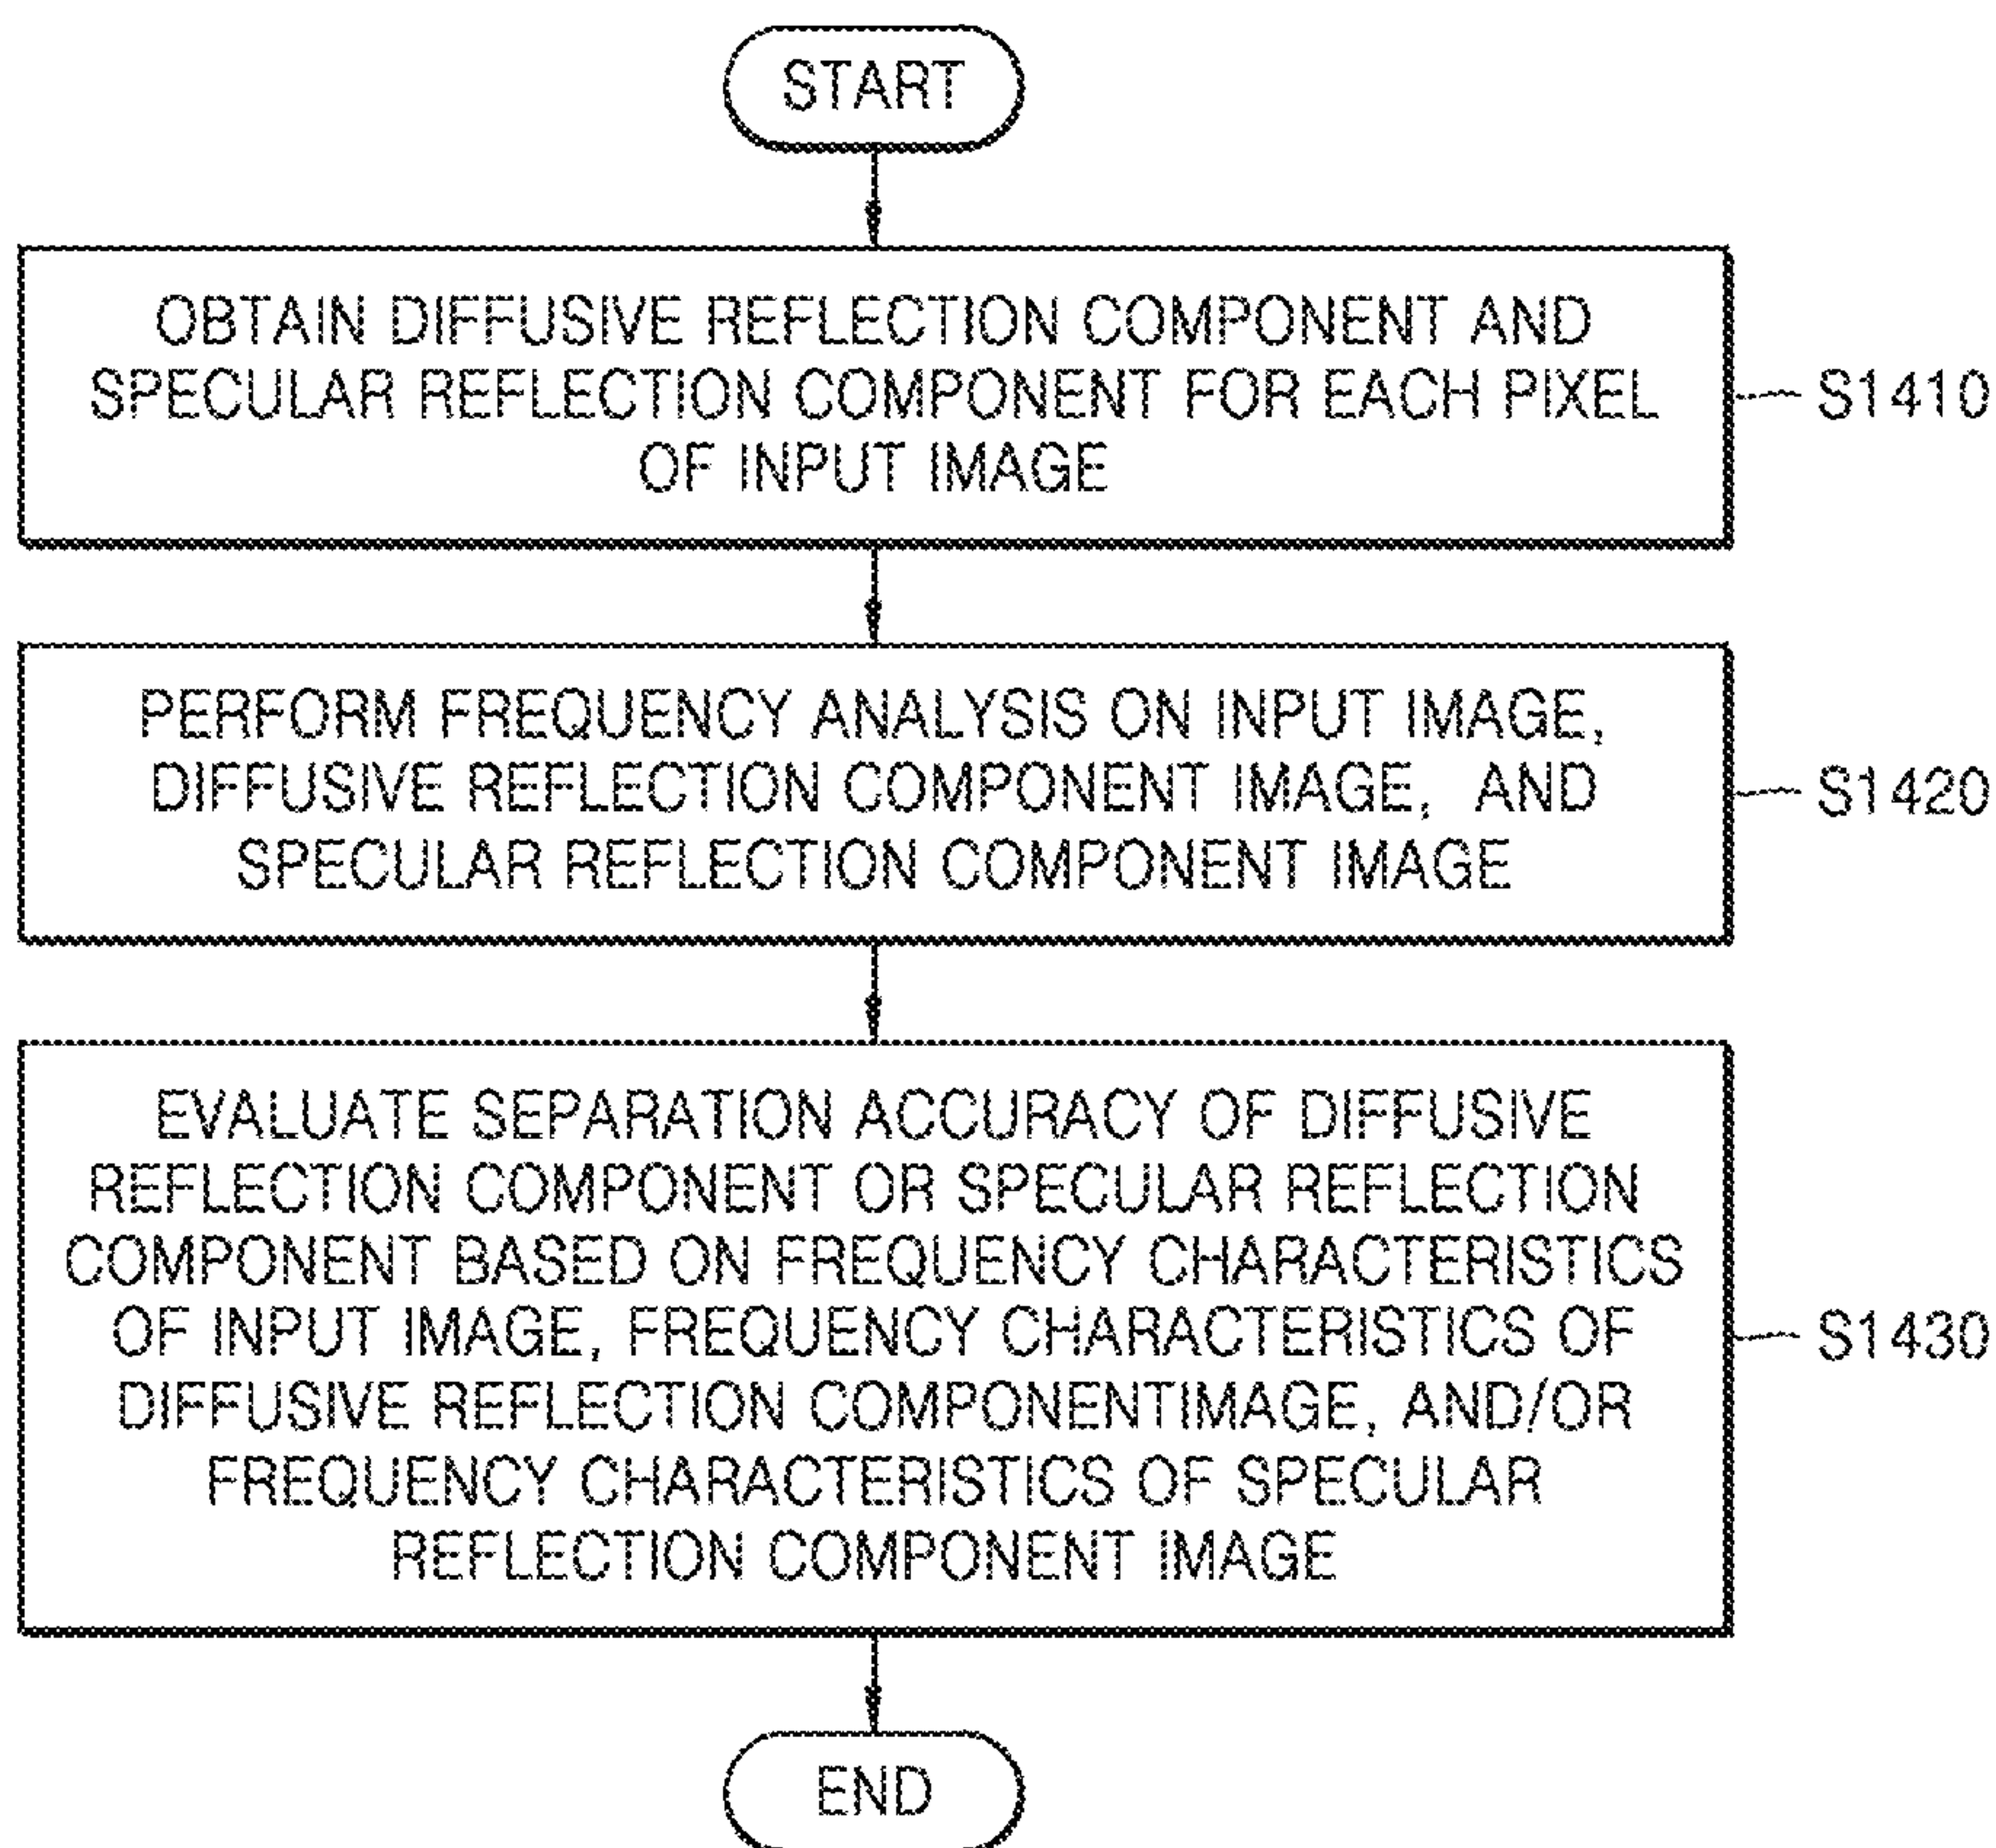 START
OBTAIN DIFFUSIVE REFLECTION COMPONENT AND
SPECULAR REFLECTION COMPONENT FOR EACH PIXEL
OF INPUT IMAGE
S1410
PERFORM FREQUENCY ANALYSIS ON INPUT IMAGE,
DIFFUSIVE REFLECTION COMPONENT IMAGE, AND
SPECULAR REFLECTION COMPONENT IMAGE
S1420
EVALUATE SEPARATION ACCURACY OF DIFFUSIVE
REFLECTION COMPONENT OR SPECULAR REFLECTION
COMPONENT BASED ON FREQUENCY CHARACTERISTICS
OF INPUT IMAGE, FREQUENCY CHARACTERISTICS OF
DIFFUSIVE REFLECTION COMPONENTIMAGE, AND/OR
FREQUENCY CHARACTERISTICS OF SPECULAR
REFLECTION COMPONENT IMAGE
S1430
END